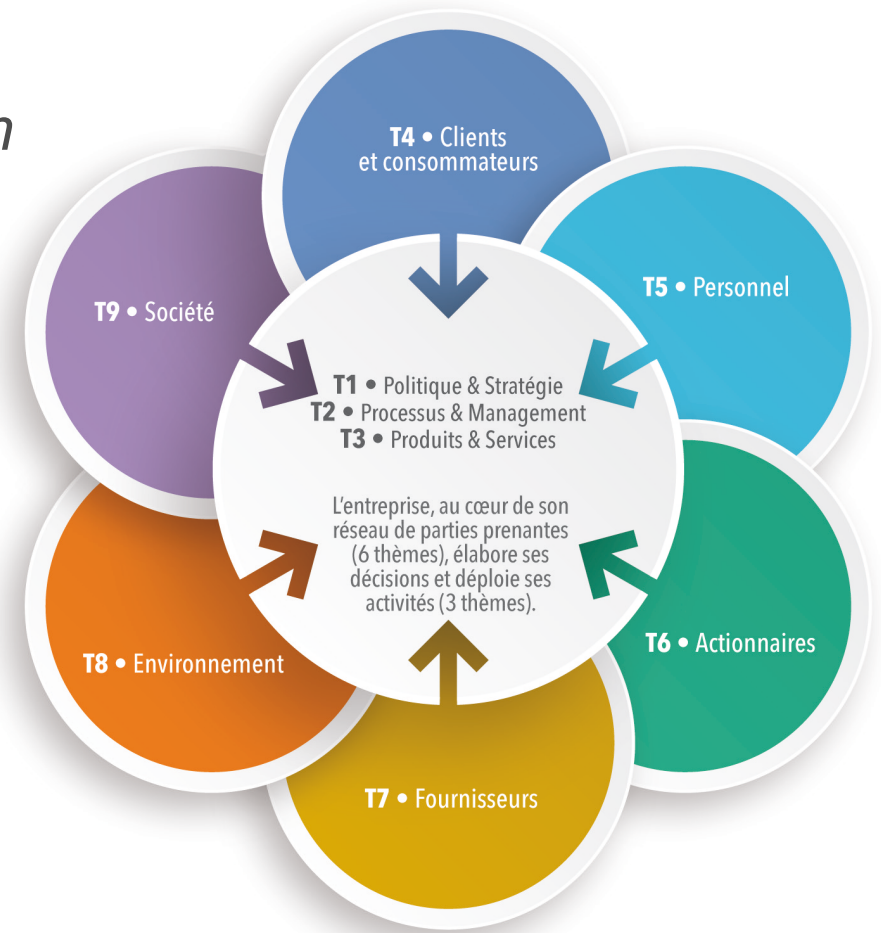 n
T4 • Clients
et consommateurs
T5 • Personnel
T9 • Société
T1 • Politique & Stratégie
T2 • Processus & Management
T3 • Produits & Services
L'entreprise, au cœur de son
réseau de parties prenantes
(6 thèmes), élabore ses
décisions et déploie ses
activités (3 thèmes).
T6 • Actionnaires
T8 • Environnement
T7 • Fournisseurs